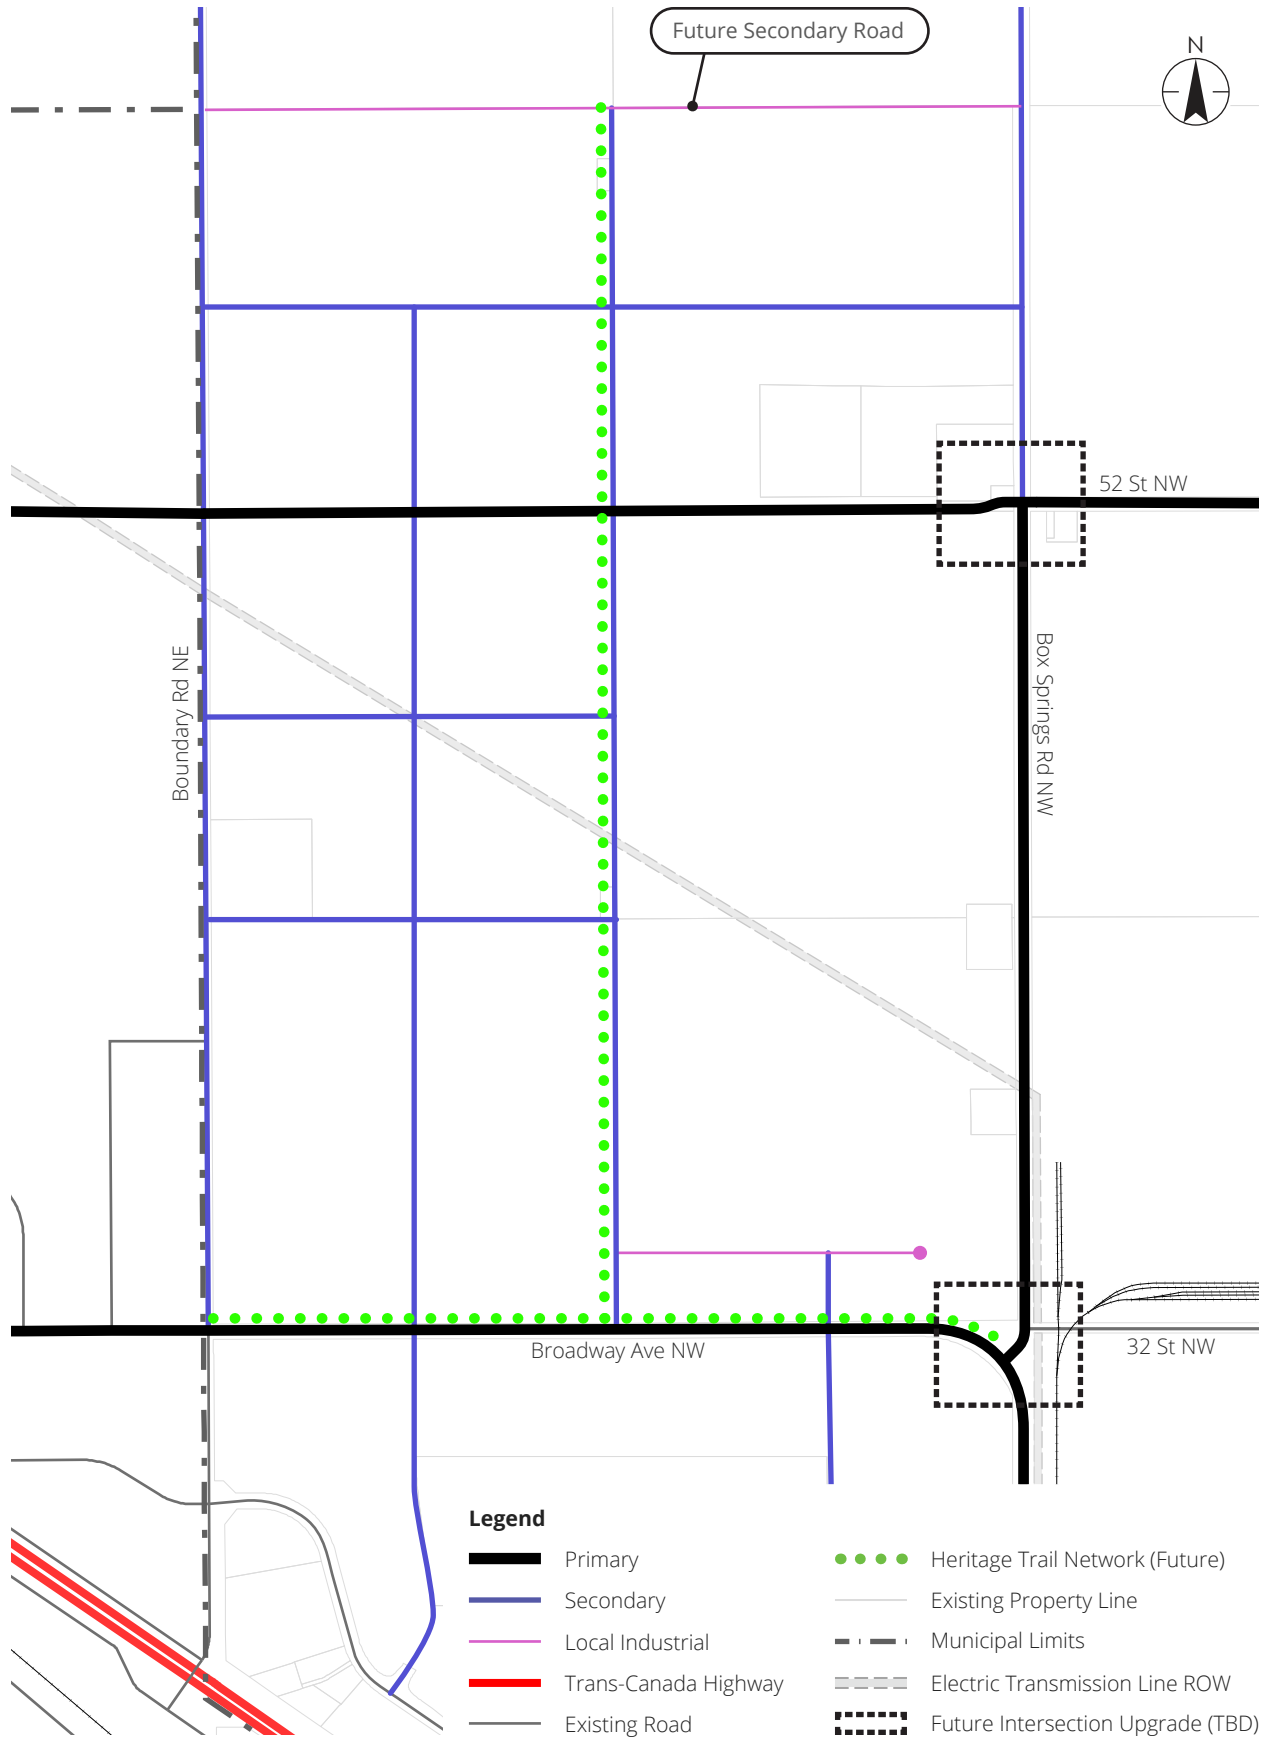 Future Secondary Road
N
52 St NW
Boundary Rd NE
Box Springs Rd NW
Broadway Ave NW
32 St NW
Legend
Primary
Secondary
Local Industrial
Trans-Canada Highway
Existing Road
Heritage Trail Network (Future)
Existing Property Line
Municipal Limits
Electric Transmission Line ROW
Future Intersection Upgrade (TBD)